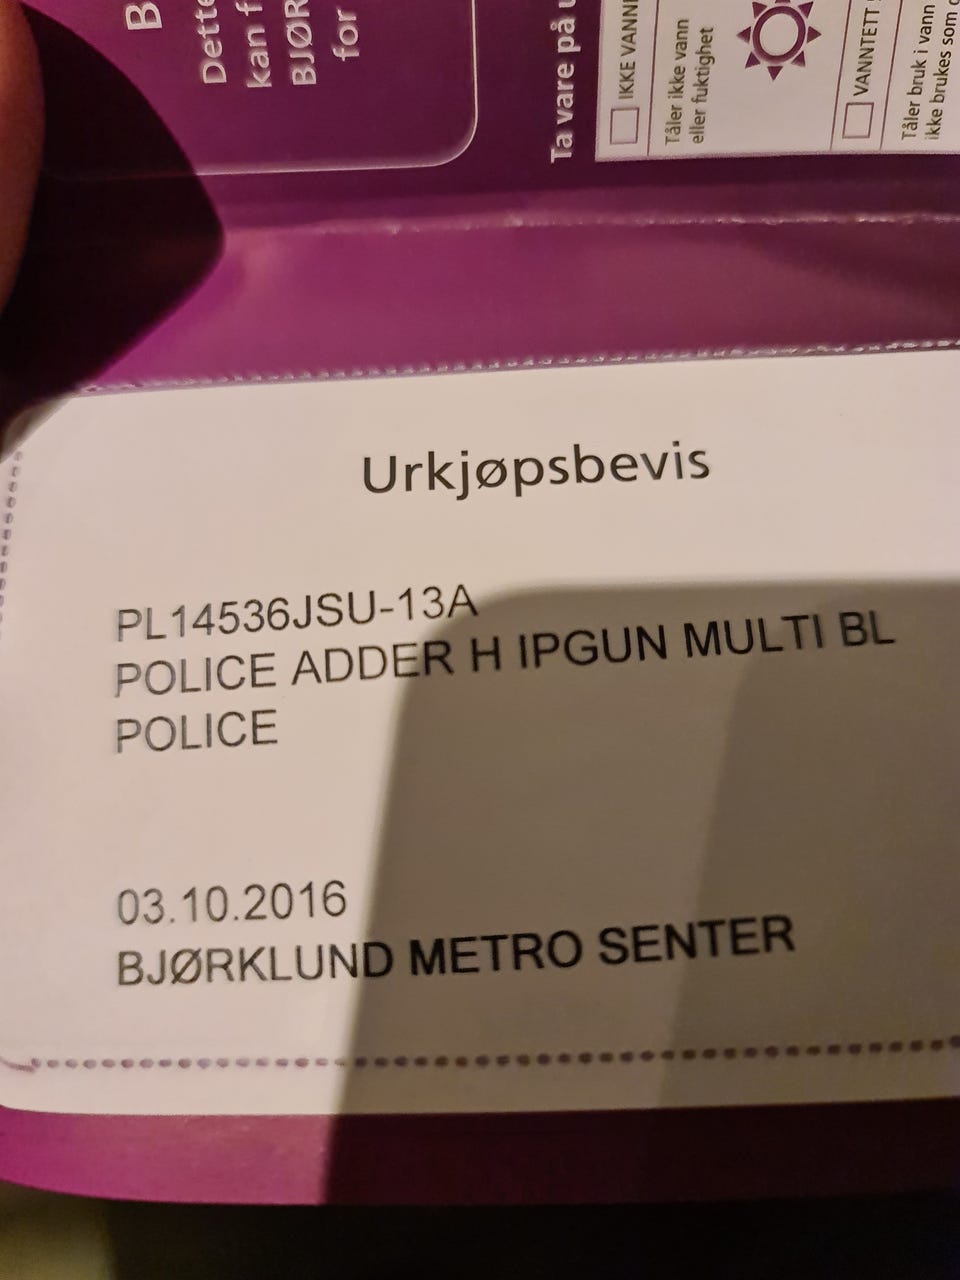 B
Dette
kan f
BJØR
for
Ta vare på
IKKE VANN
Tåler ikke vann
eller fuktighet
VANNTETT
Tåler bruk i vann
ikke brukes som
Urkjøpsbevis
PL14536JSU-13A
POLICE ADDER H IPGUN MULTI BL
POLICE
03.10.2016
BJØRKLUND METRO SENTER